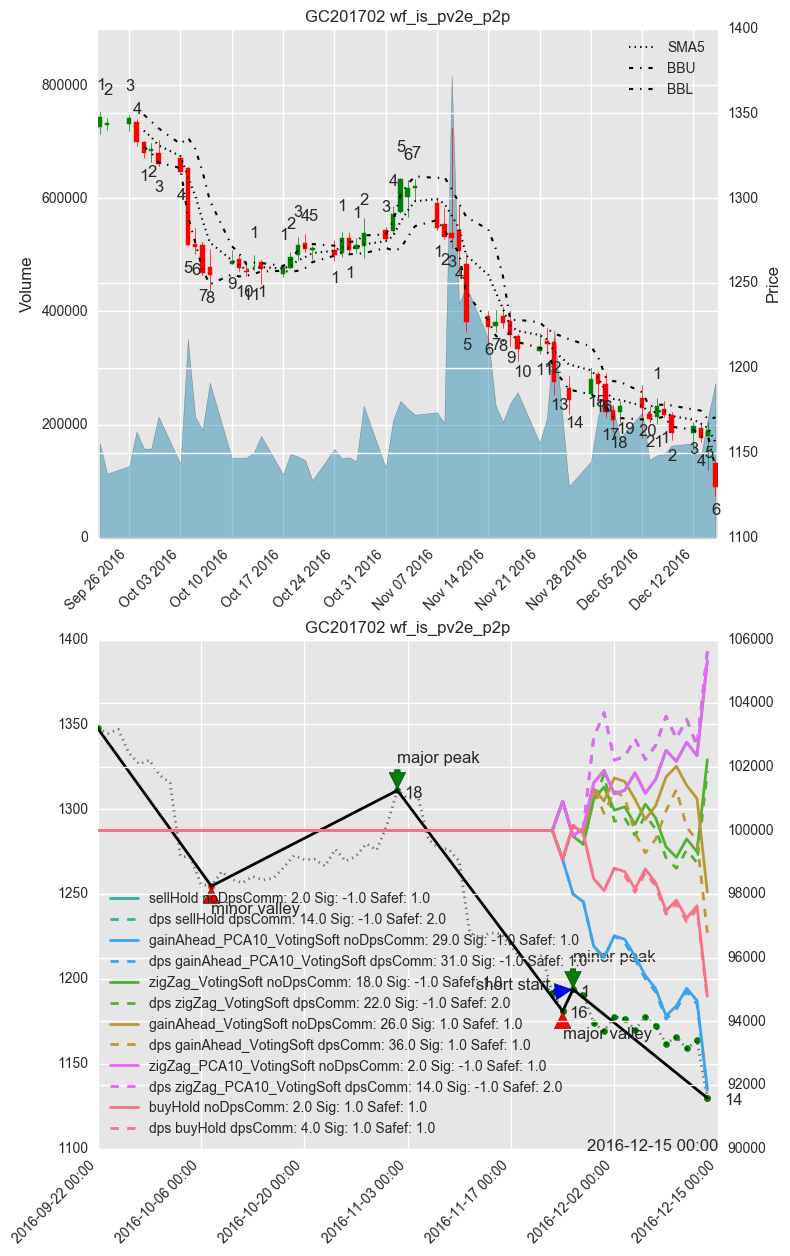 GC201702 wf_is_pv2e_p2p
SMA5
BBU
BBL
800000
600000
400000
200000
0
Volume
1400
1350
1300
1250
1200
1150
1100
Price
Sep 26 2016
Oct 03 2016
Oct 10 2016
Oct 17 2016
Oct 24 2016
Oct 31 2016
Nov 07 2016
Nov 14 2016
Nov 21 2016
Nov 28 2016
Dec 05 2016
Dec 12 2016
GC201702 wf_is_pv2e_p2p
1400
1350
1300
1250
1200
1150
1100
106000
104000
102000
100000
98000
96000
94000
92000
90000
major peak
18
minor valley
minor peak
short start
1
16
major valley
14
sellHold noDpsComm: 2.0 Sig: -1.0 Safef: 1.0
dps sellHold dpsComm: 14.0 Sig: -1.0 Safef: 2.0
gainAhead_PCA10_VotingSoft noDpsComm: 29.0 Sig: -1.0 Safef: 1.0
dps gainAhead_PCA10_VotingSoft dpsComm: 31.0 Sig: -1.0 Safef: 1.0
zigZag_VotingSoft noDpsComm: 18.0 Sig: -1.0 Safef: 1.0
dps zigZag_VotingSoft dpsComm: 22.0 Sig: -1.0 Safef: 2.0
gainAhead_VotingSoft noDpsComm: 26.0 Sig: 1.0 Safef: 1.0
dps gainAhead_VotingSoft dpsComm: 36.0 Sig: 1.0 Safef: 1.0
zigZag_PCA10_VotingSoft noDpsComm: 2.0 Sig: -1.0 Safef: 1.0
dps zigZag_PCA10_VotingSoft dpsComm: 14.0 Sig: -1.0 Safef: 2.0
buyHold noDpsComm: 2.0 Sig: 1.0 Safef: 1.0
dps buyHold dpsComm: 4.0 Sig: 1.0 Safef: 1.0
2016-12-15 00:00
2016-09-22 00:00
2016-10-06 00:00
2016-10-20 00:00
2016-11-03 00:00
2016-11-17 00:00
2016-12-02 00:00
2016-12-15 00:00